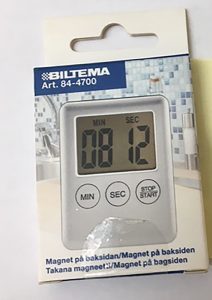 BILTEMA
Art. 84-4700
MIN SEC
08 12
MIN SEC STOP
START
Magnet på baksidan/Magnet på baksiden
Takana magneetti/Magnet på bagsiden